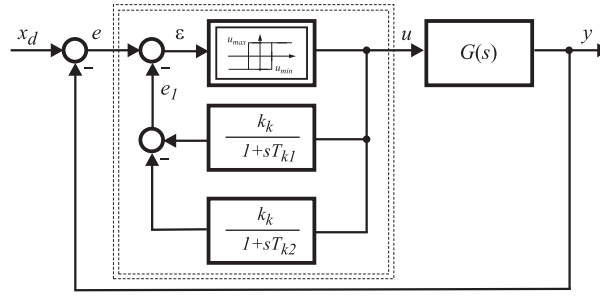 x_d
e
ε
u_max
u_min
u
G(s)
y
e_1
-
-
k_k
1+sT_k1
-
k_k
1+sT_k2